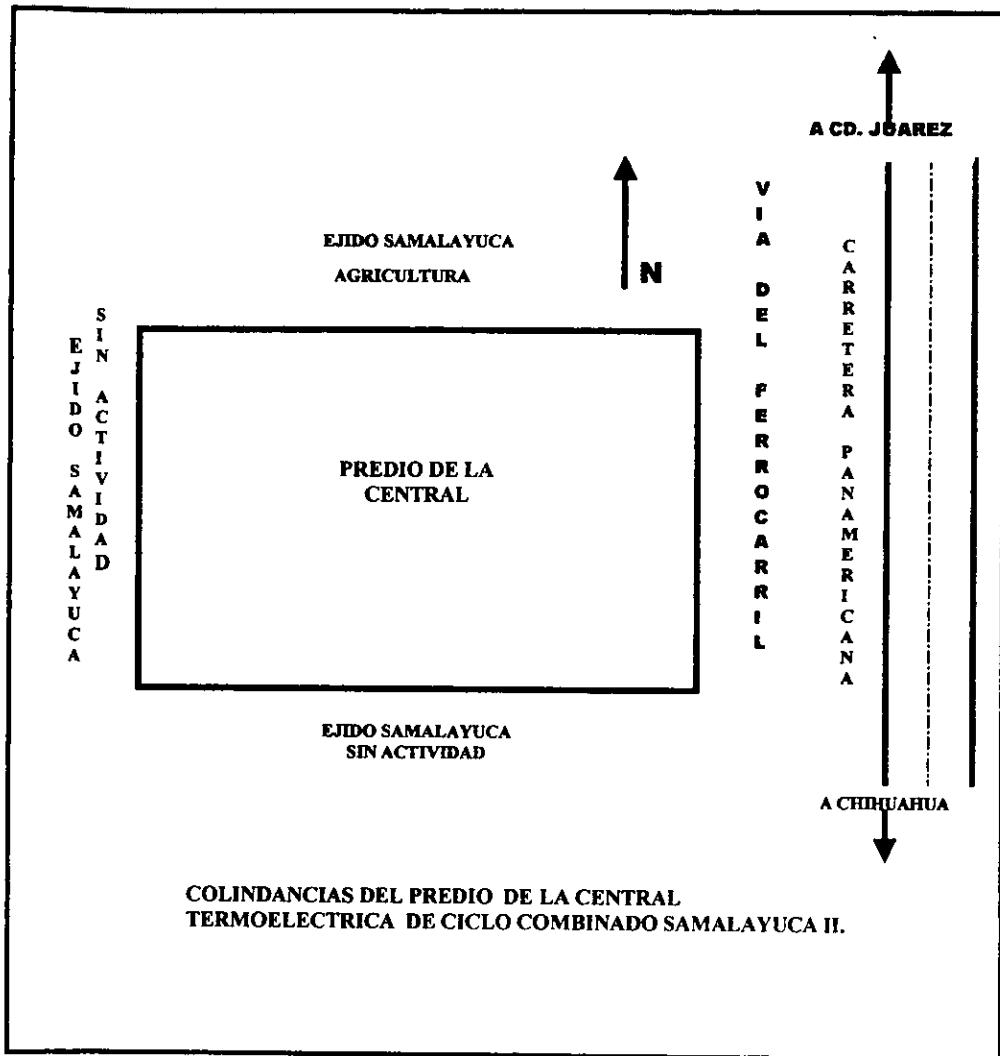 A CD. JUAREZ
EJIDO SAMALAYUCA
AGRICULTURA
N
VIA DEL FERROCARRIL
CARRETERA PANAMERICANA
EJIDO SAMALAYUCA
SIN ACTIVIDAD
PREDIO DE LA
CENTRAL
EJIDO SAMALAYUCA
SIN ACTIVIDAD
A CHIHUAHUA
COLINDANCIAS DEL PREDIO DE LA CENTRAL
TERMOELECTRICA DE CICLO COMBINADO SAMALAYUCA II.